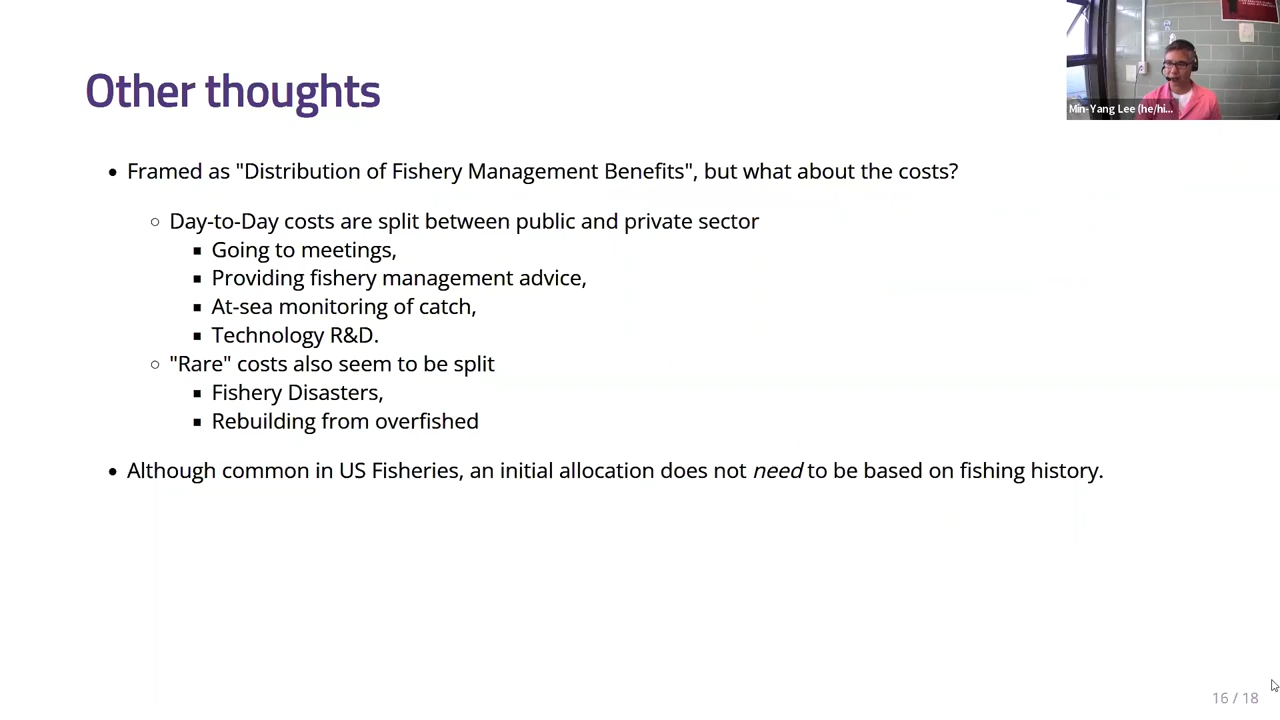 Other thoughts
Min-Yang Lee (he/hi...
Framed as "Distribution of Fishery Management Benefits", but what about the costs?
Day-to-Day costs are split between public and private sector
Going to meetings,
Providing fishery management advice,
At-sea monitoring of catch,
Technology R&D.
"Rare" costs also seem to be split
Fishery Disasters,
Rebuilding from overfished
Although common in US Fisheries, an initial allocation does not need to be based on fishing history.
16 / 18